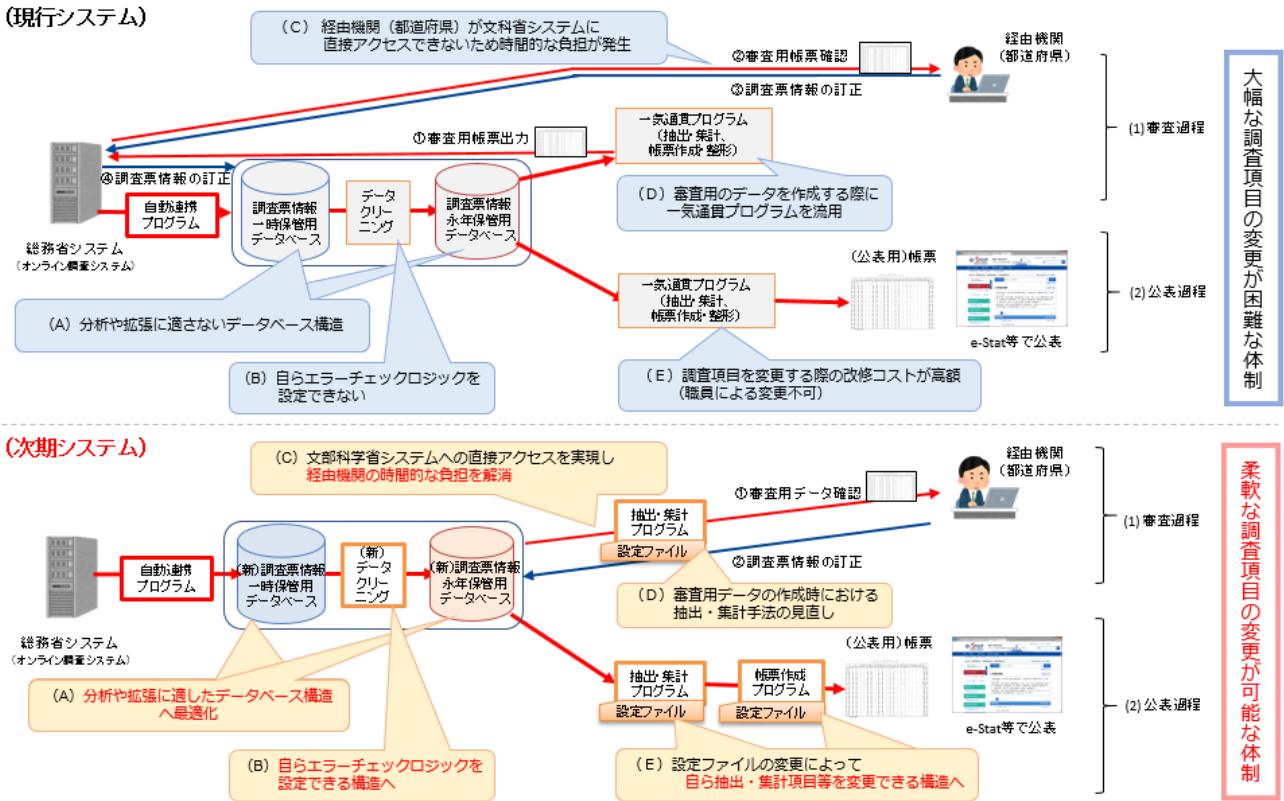 (現行システム)
(C) 経由機関(都道府県)が文科省システムに
直接アクセスできないため時間的な負担が発生
②審査用帳票確認
経由機関
(都道府県)
③調査票情報の訂正
(1)審査過程
大幅な調査項目の変更が困難な体制
①審査用帳票出力
一気通貫プログラム
(抽出・集計、
帳票作成・整形)
④調査票情報の訂正
自動連携
プログラム
調査票情報
一時保管用
データベース
データ
クリー
ニング
調査票情報
永年保管用
データベース
(D) 審査用のデータを作成する際に
一気通貫プログラムを流用
総務省システム
(オンライン調査システム)
(公表用)帳票
一気通貫プログラム
(抽出・集計、
帳票作成・整形)
(2)公表過程
e-Stat等で公表
(A) 分析や拡張に適さないデータベース構造
(B) 自らエラーチェックロジックを
設定できない
(E) 調査項目を変更する際の改修コストが高額
(職員による変更不可)
(次期システム)
(C) 文部科学省システムへの直接アクセスを実現し
経由機関の時間的な負担を解消
経由機関
(都道府県)
①審査用データ確認
抽出・集計
プログラム
設定ファイル
(1)審査過程
柔軟な調査項目の変更が可能な体制
自動連携
プログラム
(新)調査票情報
一時保管用
データベース
(新)
データ
クリー
ニング
(新)調査票情報
永年保管用
データベース
②調査票情報の訂正
(D) 審査用データの作成時における
抽出・集計手法の見直し
総務省システム
(オンライン調査システム)
(公表用)帳票
抽出・集計
プログラム
設定ファイル
帳票作成
プログラム
設定ファイル
(2)公表過程
e-Stat等で公表
(A) 分析や拡張に適したデータベース構造
へ最適化
(B) 自らエラーチェックロジックを
設定できる構造へ
(E) 設定ファイルの変更によって
自ら抽出・集計項目等を変更できる構造へ